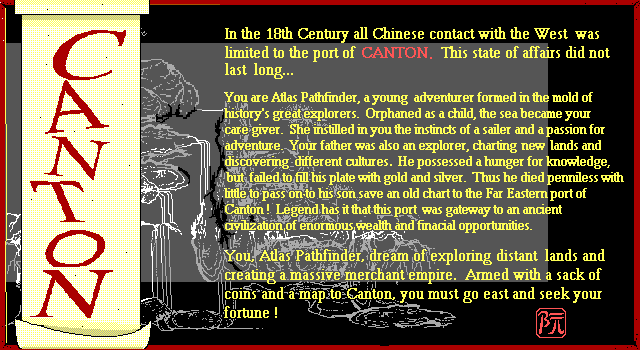 CANTON
In the 18th Century all Chinese contact with the West was
limited to the port of CANTON. This state of affairs did not
last long...
You are Atlas Pathfinder, a young adventurer formed in the mold of
history's great explorers. Orphaned as a child, the sea became your
care giver. She instilled in you the instincts of a sailer and a passion for
adventure. Your father was also an explorer, charting new lands and
discovering different cultures. He possessed a hunger for knowledge,
but failed to fill his plate with gold and silver. Thus he died penniless with
little to pass on to his son save an old chart to the Far Eastern port of
Canton ! Legend has it that this port was gateway to an ancient
civilization of enormious wealth and finacial opportunities.
You, Atlas Pathfinder, dream of exploring distant lands and
creating a massive merchant empire. Armed with a sack of
coins and a map to Canton, you must go east and seek your
fortune !
阮